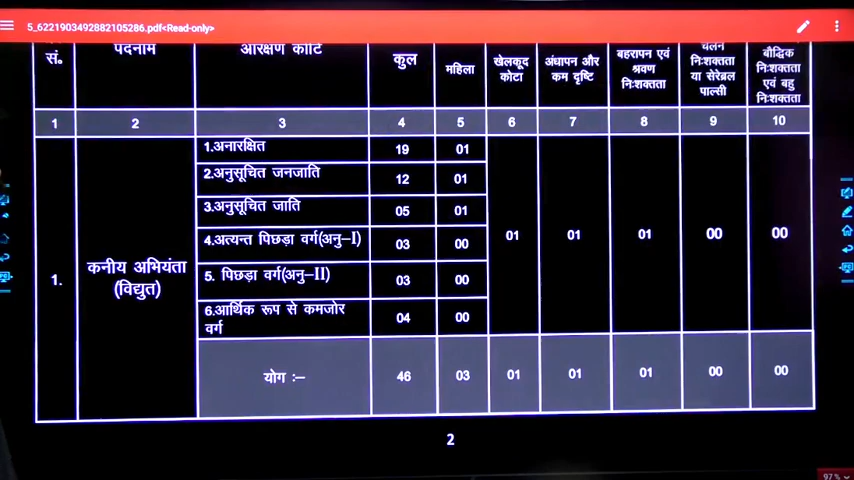 5_6221903492882105286.pdf<Read-only>
सं॰ पदनाम आरक्षण कोटि कुल महिला खेलकूद कोटा अंधापन और कम दृष्टि बहरापन एवं श्रवण निःशक्तता चलन निःशक्तता या सेरेब्रल पाल्सी बौद्धिक निःशक्तता एवं बहु निःशक्तता
1 2 3 4 5 6 7 8 9 10
1. कनीय अभियंता (विद्युत)
1.अनारक्षित 19 01
2.अनुसूचित जनजाति 12 01
3.अनुसूचित जाति 05 01
4.अत्यन्त पिछड़ा वर्ग(अनु–I) 03 00
5. पिछड़ा वर्ग(अनु–II) 03 00
6.आर्थिक रूप से कमजोर वर्ग 04 00
01 01 01 00 00
योग :– 46 03 01 01 01 00 00
2
97%